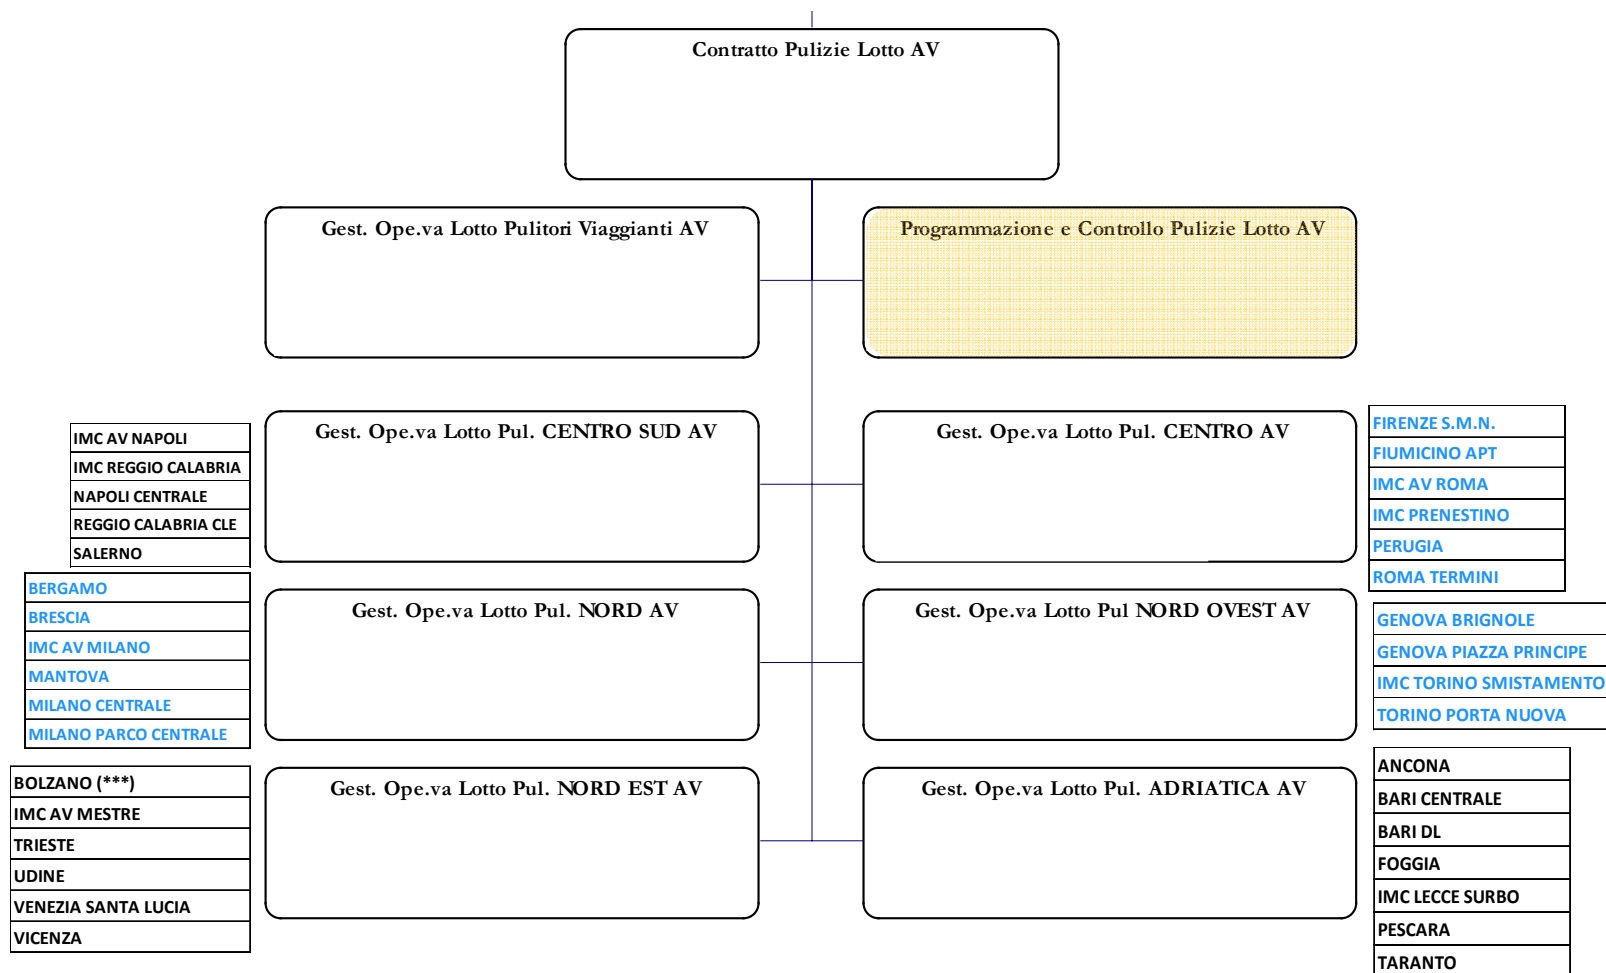 Contratto Pulizie Lotto AV
Gest. Ope.va Lotto Pulitori Viaggianti AV
Programmazione e Controllo Pulizie Lotto AV
Gest. Ope.va Lotto Pul. CENTRO SUD AV
IMC AV NAPOLI
IMC REGGIO CALABRIA
NAPOLI CENTRALE
REGGIO CALABRIA CLE
SALERNO
Gest. Ope.va Lotto Pul. CENTRO AV
FIRENZE S.M.N.
FIUMICINO APT
IMC AV ROMA
IMC PRENESTINO
PERUGIA
ROMA TERMINI
Gest. Ope.va Lotto Pul. NORD AV
BERGAMO
BRESCIA
IMC AV MILANO
MANTOVA
MILANO CENTRALE
MILANO PARCO CENTRALE
Gest. Ope.va Lotto Pul NORD OVEST AV
GENOVA BRIGNOLE
GENOVA PIAZZA PRINCIPE
IMC TORINO SMISTAMENTO
TORINO PORTA NUOVA
Gest. Ope.va Lotto Pul. NORD EST AV
BOLZANO (***)
IMC AV MESTRE
TRIESTE
UDINE
VENEZIA SANTA LUCIA
VICENZA
Gest. Ope.va Lotto Pul. ADRIATICA AV
ANCONA
BARI CENTRALE
BARI DL
FOGGIA
IMC LECCE SURBO
PESCARA
TARANTO